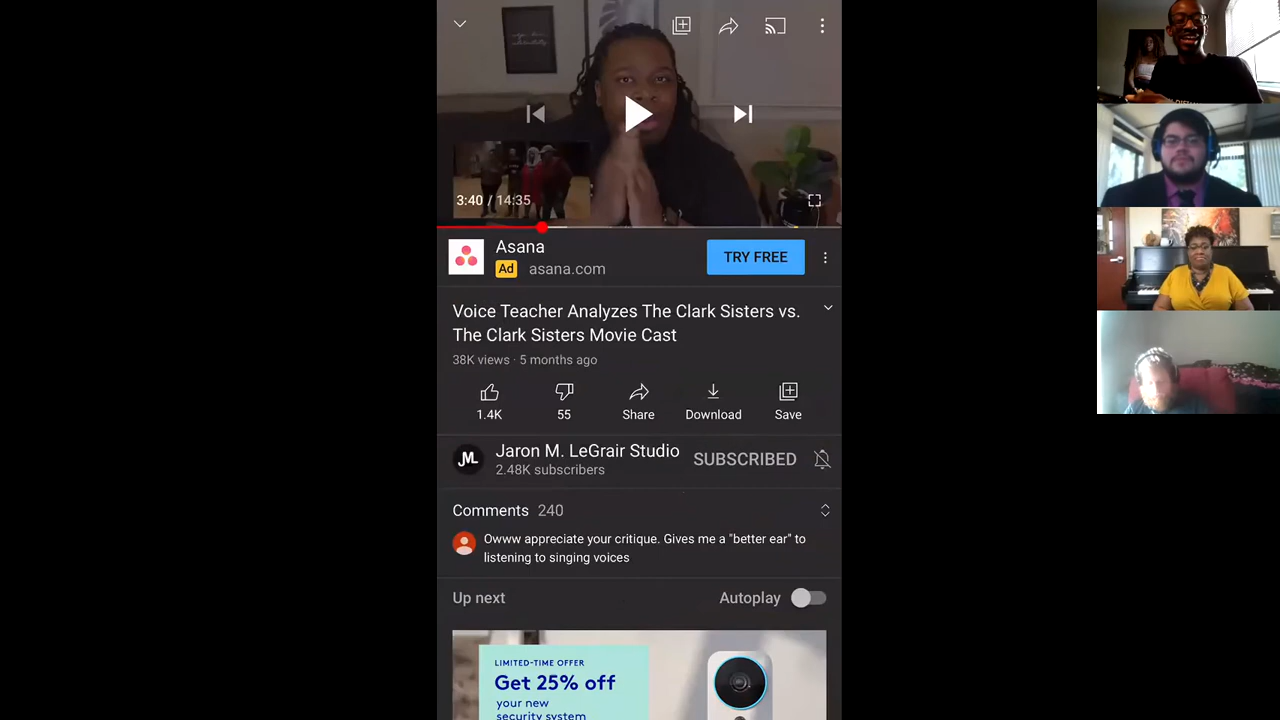 3:40 / 14:35
Asana
Ad asana.com
TRY FREE
Voice Teacher Analyzes The Clark Sisters vs.
The Clark Sisters Movie Cast
38K views · 5 months ago
1.4K
55
Share
Download
Save
JML
Jaron M. LeGrair Studio
2.48K subscribers
SUBSCRIBED
Comments 240
Owww appreciate your critique. Gives me a "better ear" to
listening to singing voices
Up next
Autoplay
LIMITED-TIME OFFER
Get 25% off
your new
security system